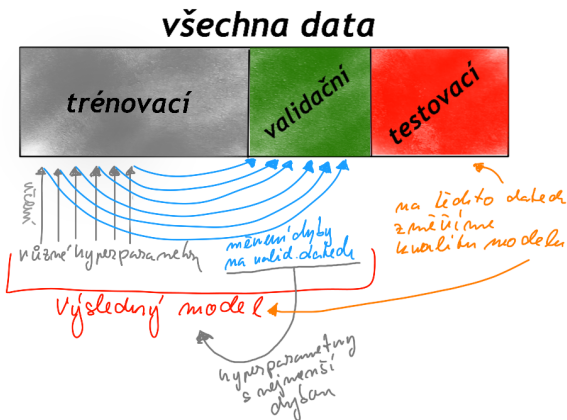 všechna data
trénovací
validační
testovací
učení
různé hyperparametry
měření chyby
na valid. datech
na těchto datech
změříme
kvalitu modelu
výsledný model
hyperparametry
s nejmenší
chybou